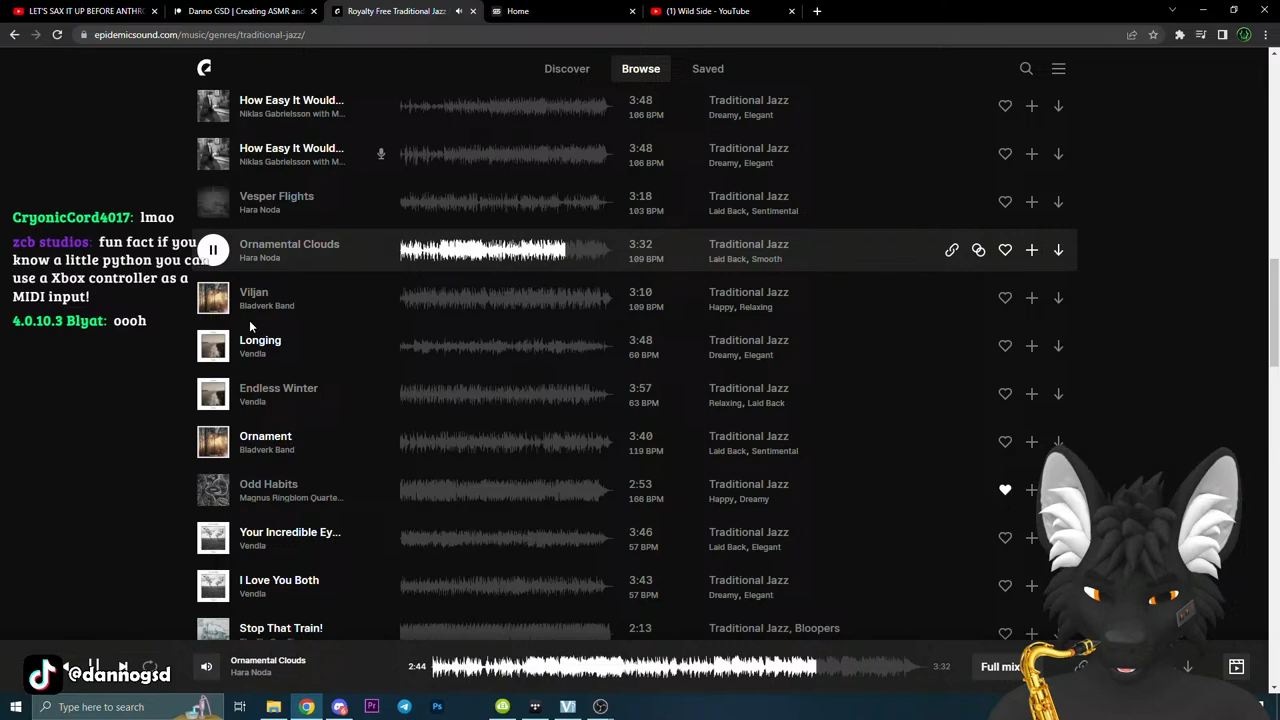 LET'S SAX IT UP BEFORE ANTHR
Danno GSD | Creating ASMR and
Royalty Free Traditional Jazz
Home
(1) Wild Side - YouTube
epidemicsound.com/music/genres/traditional-jazz/
Discover
Browse
Saved
How Easy It Would...
Niklas Gabrielsson with M...
3:48
106 BPM
Traditional Jazz
Dreamy, Elegant
How Easy It Would...
Niklas Gabrielsson with M...
3:48
106 BPM
Traditional Jazz
Dreamy, Elegant
Vesper Flights
Hara Noda
3:18
103 BPM
Traditional Jazz
Laid Back, Sentimental
Ornamental Clouds
Hara Noda
3:32
109 BPM
Traditional Jazz
Laid Back, Smooth
Viljan
Bladverk Band
3:10
109 BPM
Traditional Jazz
Happy, Relaxing
Longing
Vendla
3:48
60 BPM
Traditional Jazz
Dreamy, Elegant
Endless Winter
Vendla
3:57
63 BPM
Traditional Jazz
Relaxing, Laid Back
Ornament
Bladverk Band
3:40
119 BPM
Traditional Jazz
Laid Back, Sentimental
Odd Habits
Magnus Ringblom Quarte...
2:53
166 BPM
Traditional Jazz
Happy, Dreamy
Your Incredible Ey...
Vendla
3:46
57 BPM
Traditional Jazz
Laid Back, Elegant
I Love You Both
Vendla
3:43
57 BPM
Traditional Jazz
Dreamy, Elegant
Stop That Train!
2:13
Traditional Jazz, Bloopers
CryonicCord4017: lmao
zcb studios: fun fact if you
know a little python you can
use a Xbox controller as a
MIDI input!
4.0.10.3 Blyat: oooh
@danhogsd
Ornamental Clouds
Hara Noda
2:44
3:32
Full mix
Type here to search